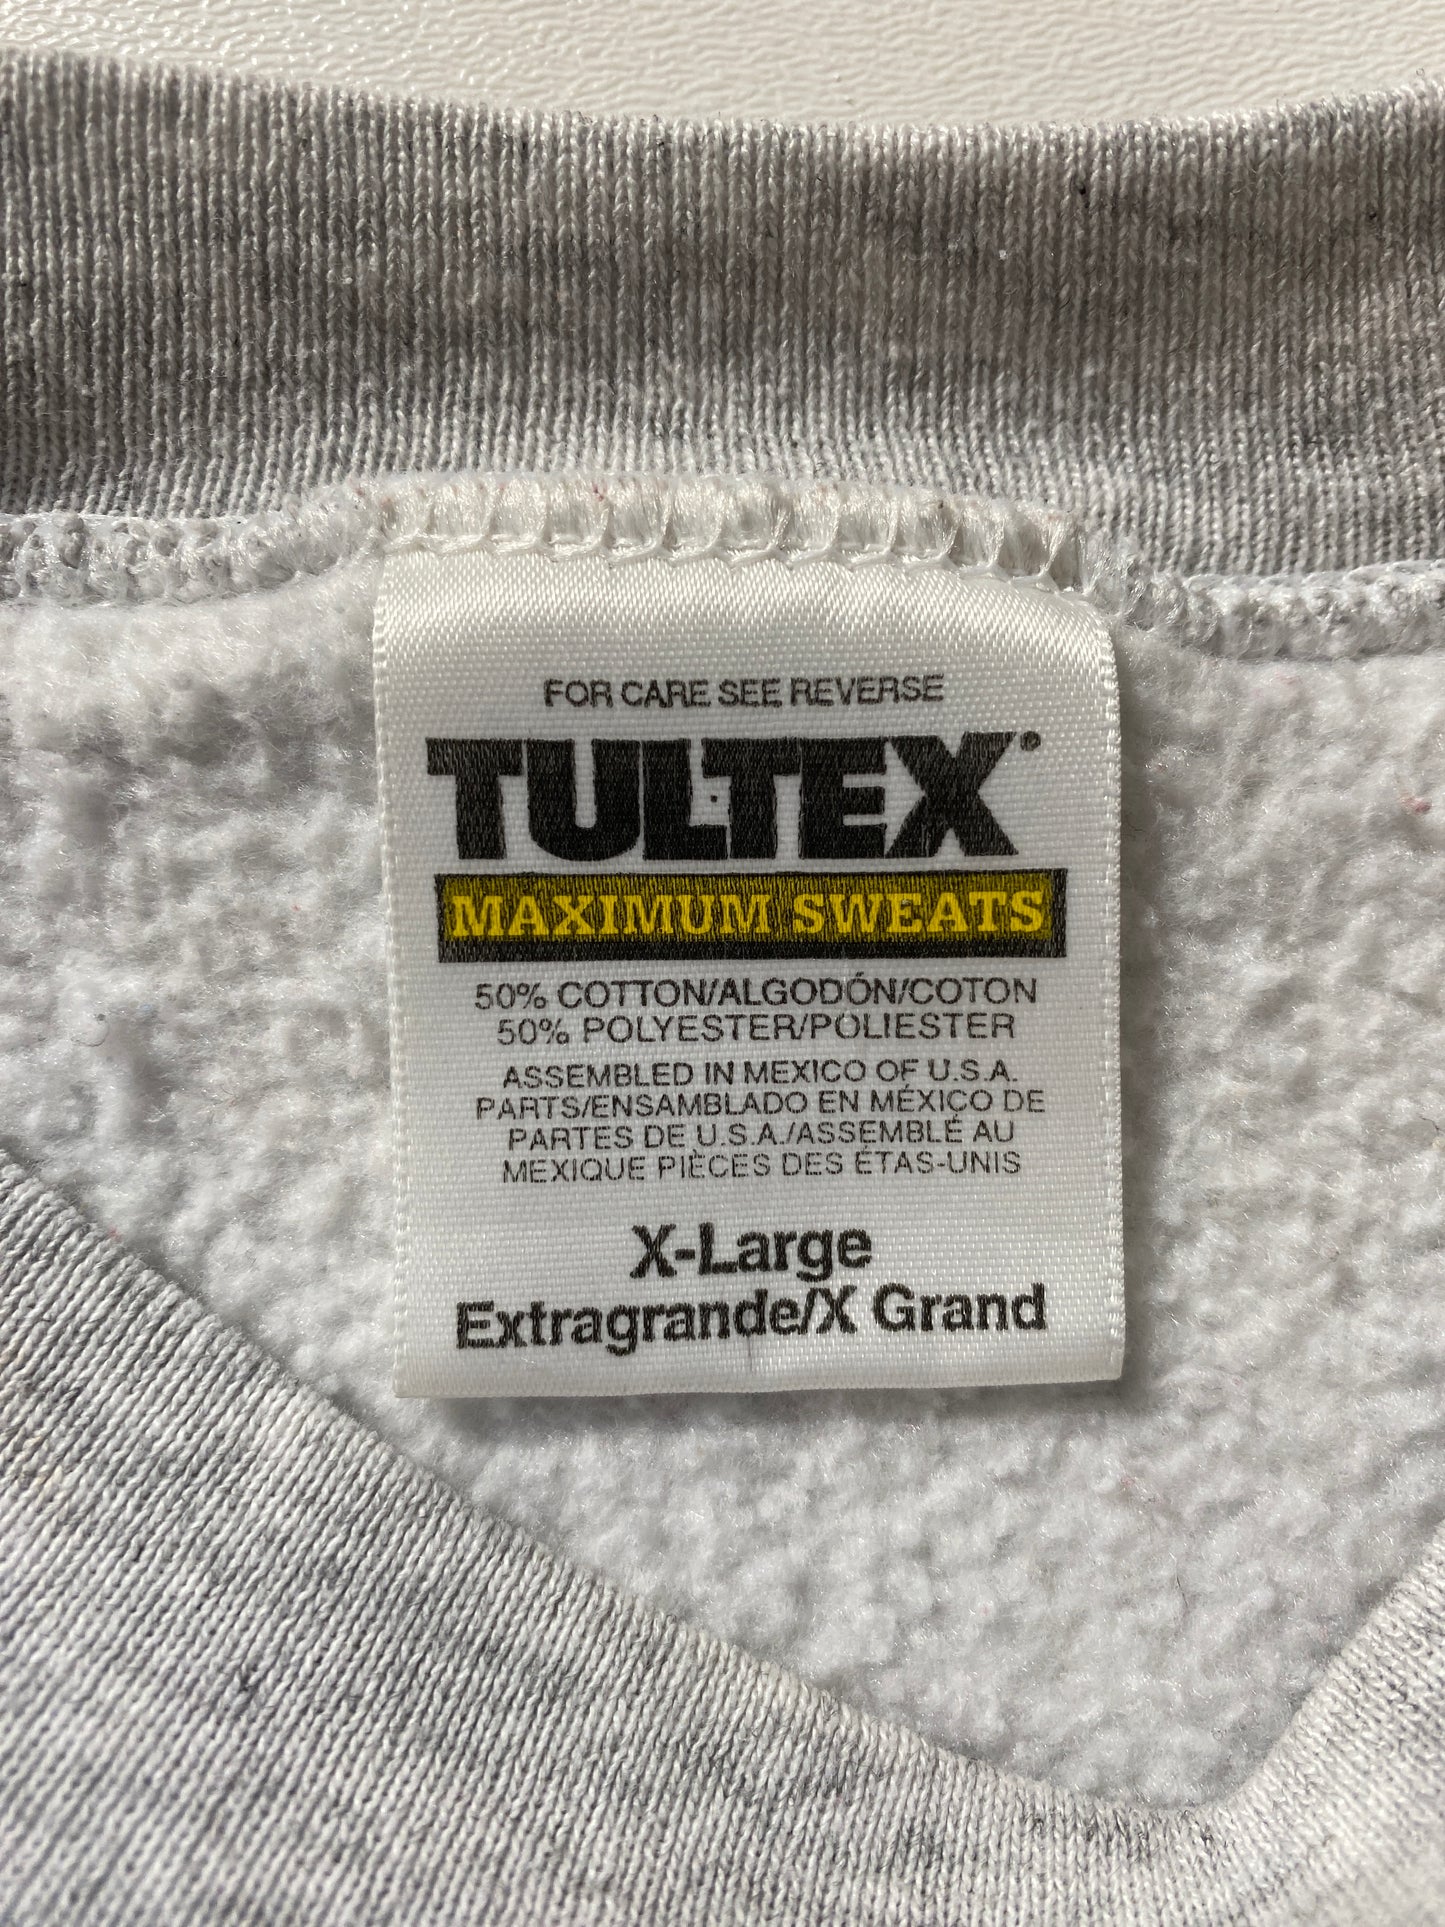 FOR CARE SEE REVERSE
TULTEX®
MAXIMUM SWEATS
50% COTTON/ALGODÓN/COTON
50% POLYESTER/POLIESTER
ASSEMBLED IN MEXICO OF U.S.A.
PARTS/ENSAMBLADO EN MÉXICO DE
PARTES DE U.S.A./ASSEMBLÉ AU
MEXIQUE PIÈCES DES ÉTAS-UNIS
X-Large
Extragrande/X Grand